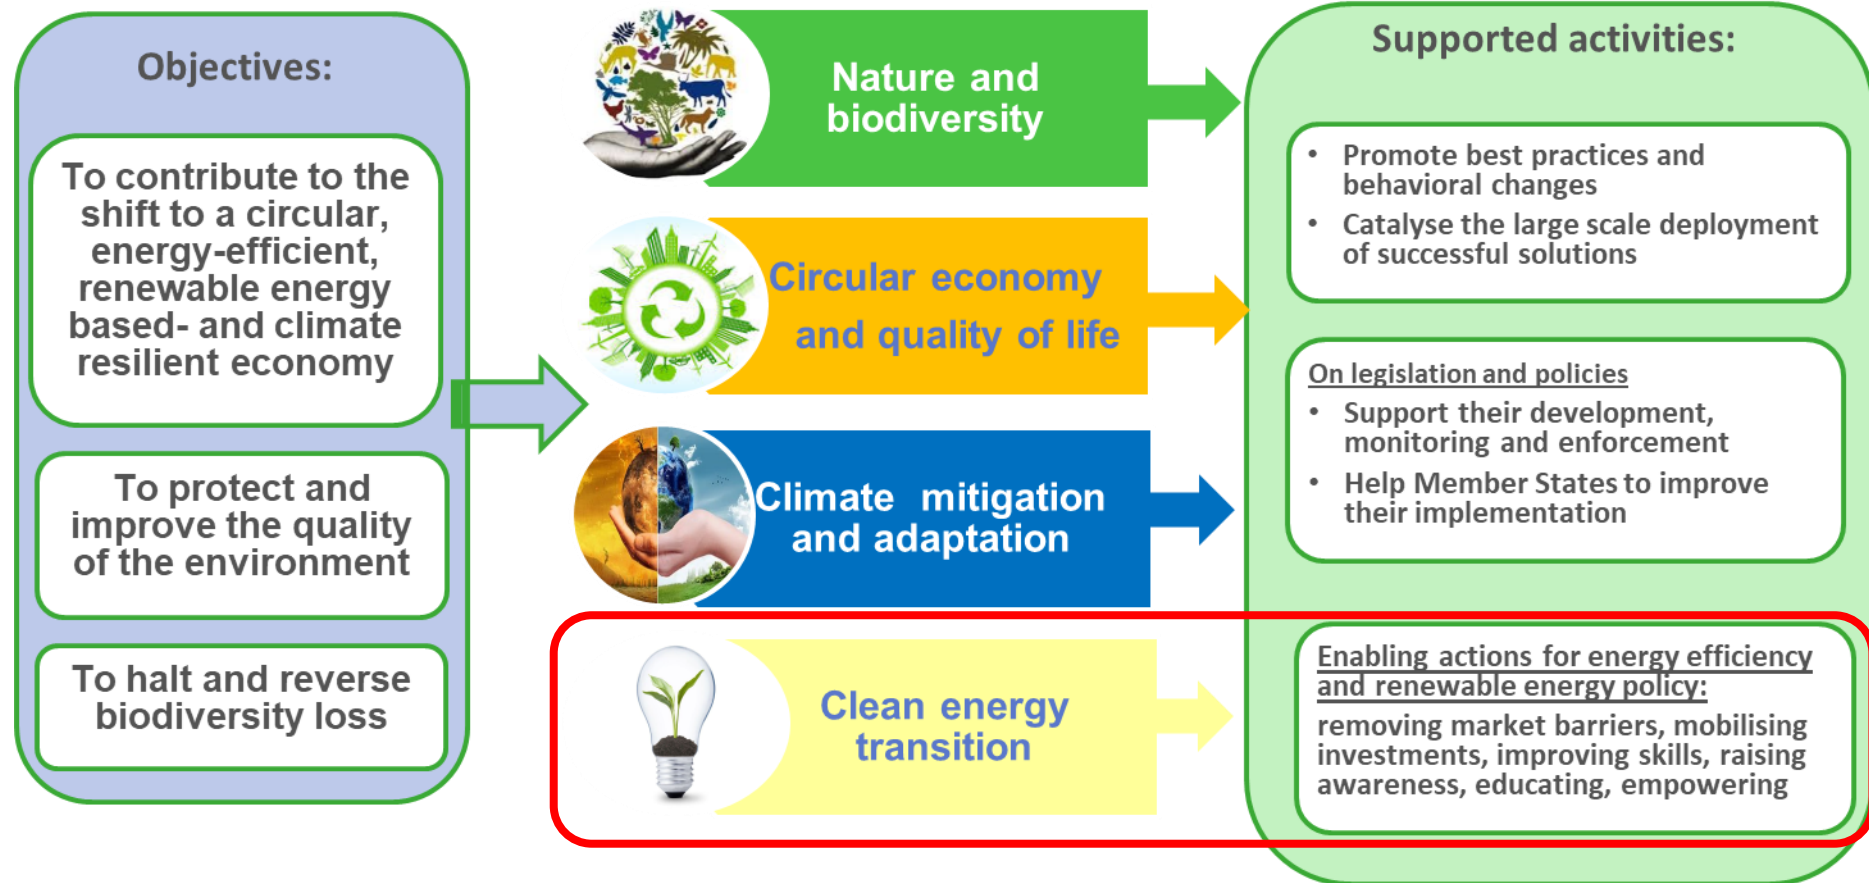 Objectives:
To contribute to the
shift to a circular,
energy-efficient,
renewable energy
based- and climate
resilient economy
To protect and
improve the quality
of the environment
To halt and reverse
biodiversity loss
Nature and
biodiversity
Circular economy
and quality of life
Climate mitigation
and adaptation
Clean energy
transition
Supported activities:
• Promote best practices and
behavioral changes
• Catalyse the large scale deployment
of successful solutions
On legislation and policies
• Support their development,
monitoring and enforcement
• Help Member States to improve
their implementation
Enabling actions for energy efficiency
and renewable energy policy:
removing market barriers, mobilising
investments, improving skills, raising
awareness, educating, empowering